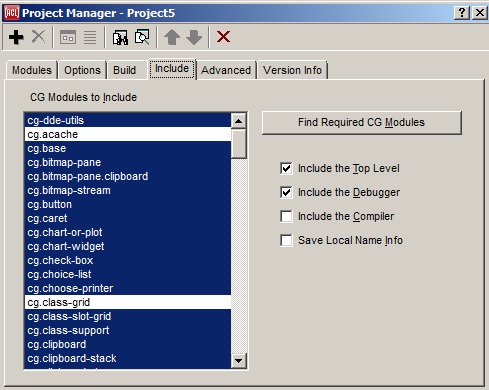 ACL Project Manager - Project5
Modules Options Build Include Advanced Version Info
CG Modules to Include
cg-dde-utils
cg.acache
cg.base
cg.bitmap-pane
cg.bitmap-pane.clipboard
cg.bitmap-stream
cg.button
cg.caret
cg.chart-or-plot
cg.chart-widget
cg.check-box
cg.choice-list
cg.choose-printer
cg.class-grid
cg.class-slot-grid
cg.class-support
cg.clipboard
cg.clipboard-stack
Find Required CG Modules
Include the Top Level
Include the Debugger
Include the Compiler
Save Local Name Info